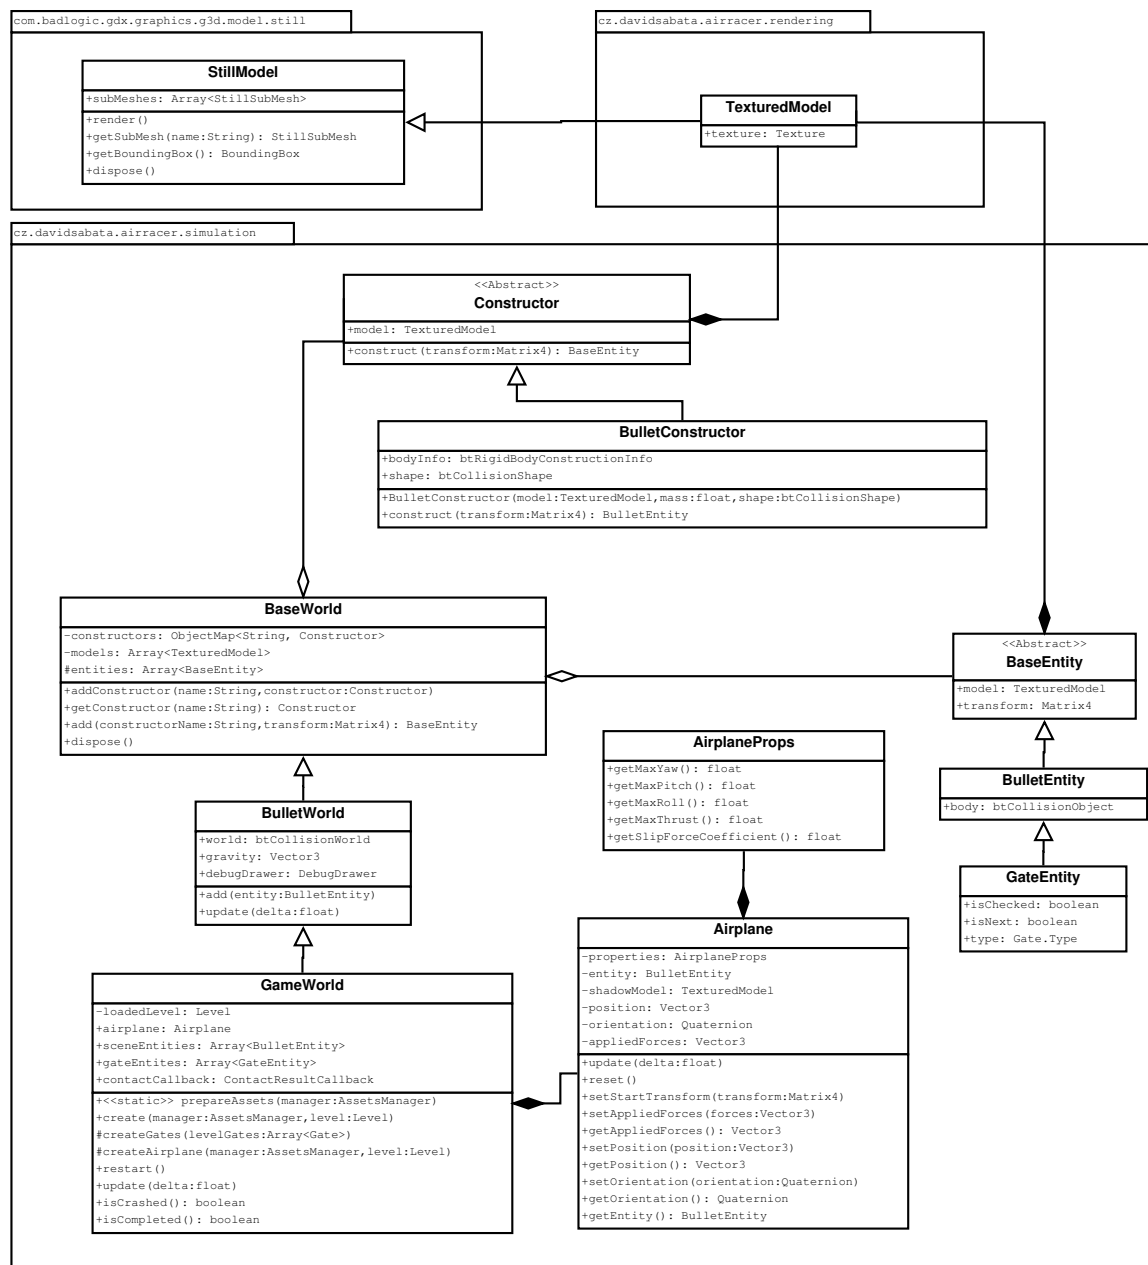 com.badlogic.gdx.graphics.g3d.model.still
StillModel
+subMeshes: Array<StillSubMesh>
+render()
+getSubMesh(name:String): StillSubMesh
+getBoundingBox(): BoundingBox
+dispose()
cz.davidsabata.airracer.rendering
TexturedModel
+texture: Texture
cz.davidsabata.airracer.simulation
<<Abstract>>
Constructor
+model: TexturedModel
+construct(transform:Matrix4): BaseEntity
BulletConstructor
+bodyInfo: btRigidBodyConstructionInfo
+shape: btCollisionShape
+BulletConstructor(model:TexturedModel,mass:float,shape:btCollisionShape)
+construct(transform:Matrix4): BulletEntity
BaseWorld
-constructors: ObjectMap<String, Constructor>
-models: Array<TexturedModel>
#entities: Array<BaseEntity>
+addConstructor(name:String,constructor:Constructor)
+getConstructor(name:String): Constructor
+add(constructorName:String,transform:Matrix4): BaseEntity
+dispose()
<<Abstract>>
BaseEntity
+model: TexturedModel
+transform: Matrix4
AirplaneProps
+getMaxYaw(): float
+getMaxPitch(): float
+getMaxRoll(): float
+getMaxThrust(): float
+getSlipForceCoefficient(): float
BulletEntity
+body: btCollisionObject
BulletWorld
+world: btCollisionWorld
+gravity: Vector3
+debugDrawer: DebugDrawer
+add(entity:BulletEntity)
+update(delta:float)
GateEntity
+isChecked: boolean
+isNext: boolean
+type: Gate.Type
Airplane
-properties: AirplaneProps
-entity: BulletEntity
-shadowModel: TexturedModel
-position: Vector3
-orientation: Quaternion
-appliedForces: Vector3
+update(delta:float)
+reset()
+setStartTransform(transform:Matrix4)
+setAppliedForces(forces:Vector3)
+getAppliedForces(): Vector3
+setPosition(position:Vector3)
+getPosition(): Vector3
+setOrientation(orientation:Quaternion)
+getOrientation(): Quaternion
+getEntity(): BulletEntity
GameWorld
-loadedLevel: Level
+airplane: Airplane
+sceneEntities: Array<BulletEntity>
+gateEntites: Array<GateEntity>
+contactCallback: ContactResultCallback
+<<static>> prepareAssets(manager:AssetsManager)
+create(manager:AssetsManager,level:Level)
#createGates(levelGates:Array<Gate>)
#createAirplane(manager:AssetsManager,level:Level)
+restart()
+update(delta:float)
+isCrashed(): boolean
+isCompleted(): boolean